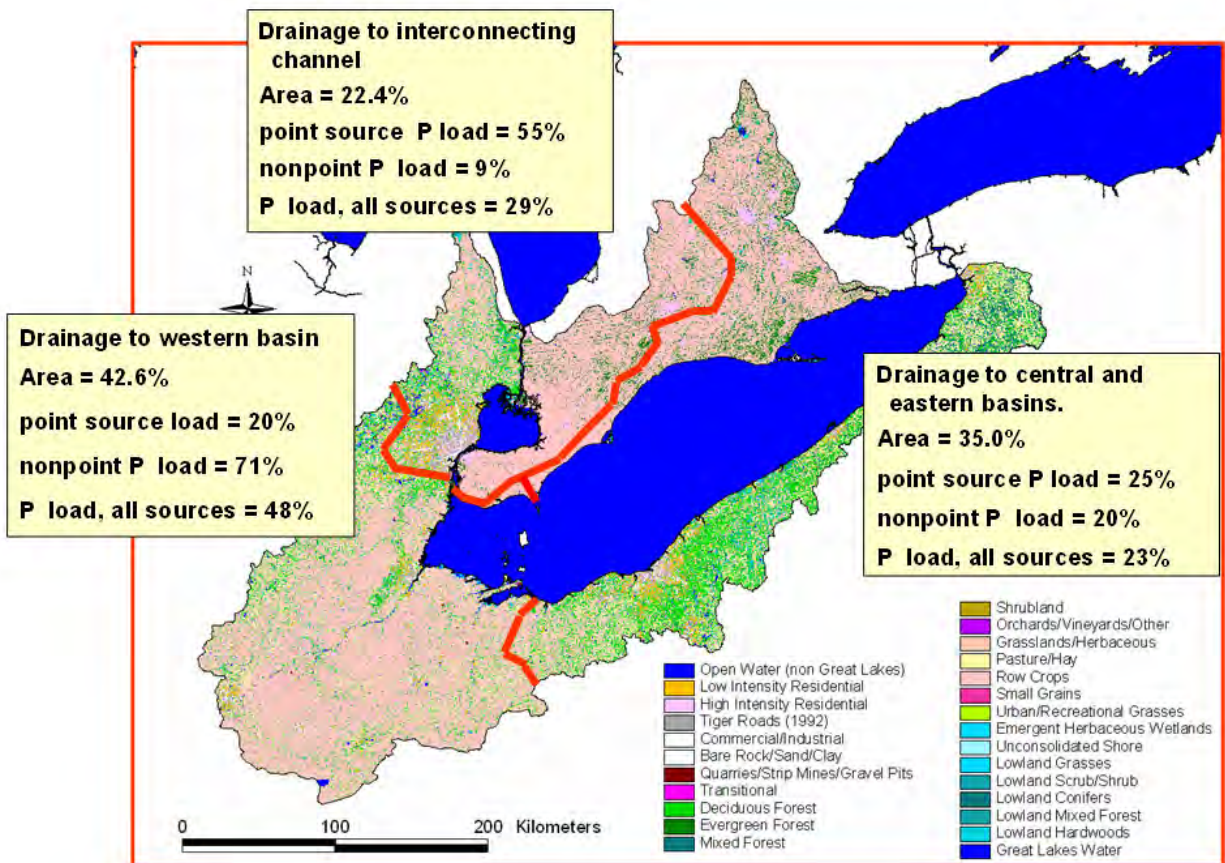 Drainage to interconnecting
channel
Area = 22.4%
point source P load = 55%
nonpoint P load = 9%
P load, all sources = 29%
N
Drainage to western basin
Area = 42.6%
point source load = 20%
nonpoint P load = 71%
P load, all sources = 48%
Drainage to central and
eastern basins.
Area = 35.0%
point source P load = 25%
nonpoint P load = 20%
P load, all sources = 23%
0 100 200 Kilometers
Open Water (non Great Lakes)
Low Intensity Residential
High Intensity Residential
Tiger Roads (1992)
Commercial/Industrial
Bare Rock/Sand/Clay
Quarries/Strip Mines/Gravel Pits
Transitional
Deciduous Forest
Evergreen Forest
Mixed Forest
Shrubland
Orchards/Vineyards/Other
Grasslands/Herbaceous
Pasture/Hay
Row Crops
Small Grains
Urban/Recreational Grasses
Emergent Herbaceous Wetlands
Unconsolidated Shore
Lowland Grasses
Lowland Scrub/Shrub
Lowland Conifers
Lowland Mixed Forest
Lowland Hardwoods
Great Lakes Water